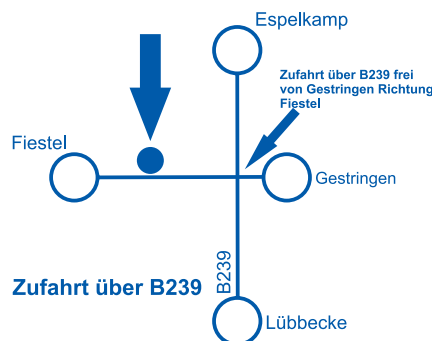 Espelkamp
Zufahrt über B239 frei
von Gestringen Richtung
Fiestel
Fiestel
Gestringen
B239
Zufahrt über B239
Lübbecke